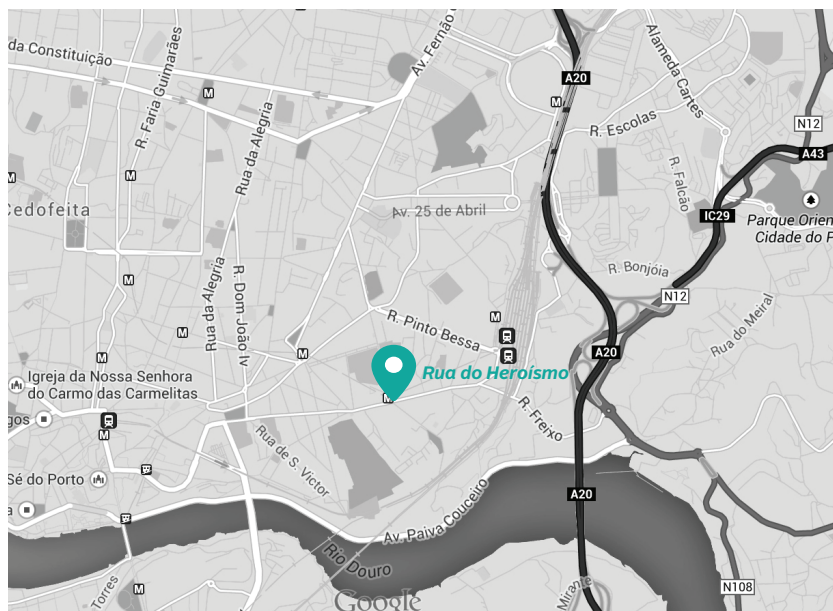 da Constituição
R. Faria Guimarães
M
Av. Fernão
A20
M
Alameda Cartes
N12
R. Escolas
A43
Rua da Alegria
M
M
R. Falcão
Cedofeita
Av. 25 de Abril
IC29
Parque Orien
Cidade do P
R. Bonjóia
M
N12
Rua da Alegria
R. Dom João Iv
R. Pinto Bessa
M
M
M
M
A20
Rua do Meiral
Igreja da Nossa Senhora
do Carmo das Carmelitas
Rua do Heroísmo
M
R. Freixo
gos
M
Rua de S. Victor
Sé do Porto
A20
a
Av. Paiva Couceiro
Rio Douro
Torres
M
Mirante
N108
Google